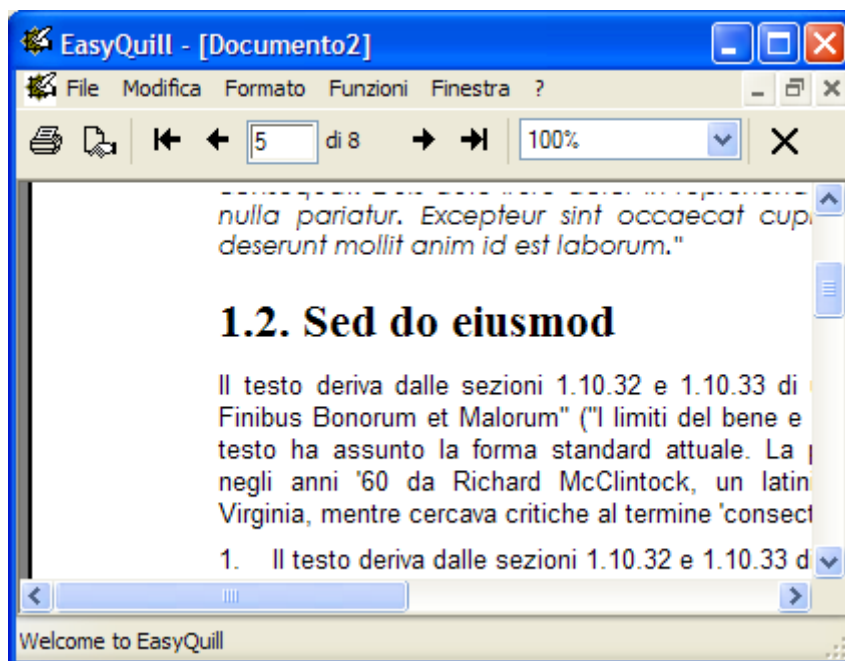 EasyQuill - [Documento2]
File Modifica Formato Funzioni Finestra ?
5 di 8 100%
nulla pariatur. Excepteur sint occaecat
deserunt mollit anim id est laborum."
1.2. Sed do eiusmod
Il testo deriva dalle sezioni 1.10.32 e 1.10.33 di
Finibus Bonorum et Malorum" ("I limiti del bene e
testo ha assunto la forma standard attuale. La
negli anni '60 da Richard McClintock, un
Virginia, mentre cercava critiche al termine
1. Il testo deriva dalle sezioni 1.10.32 e 1.10.33
Welcome to EasyQuill